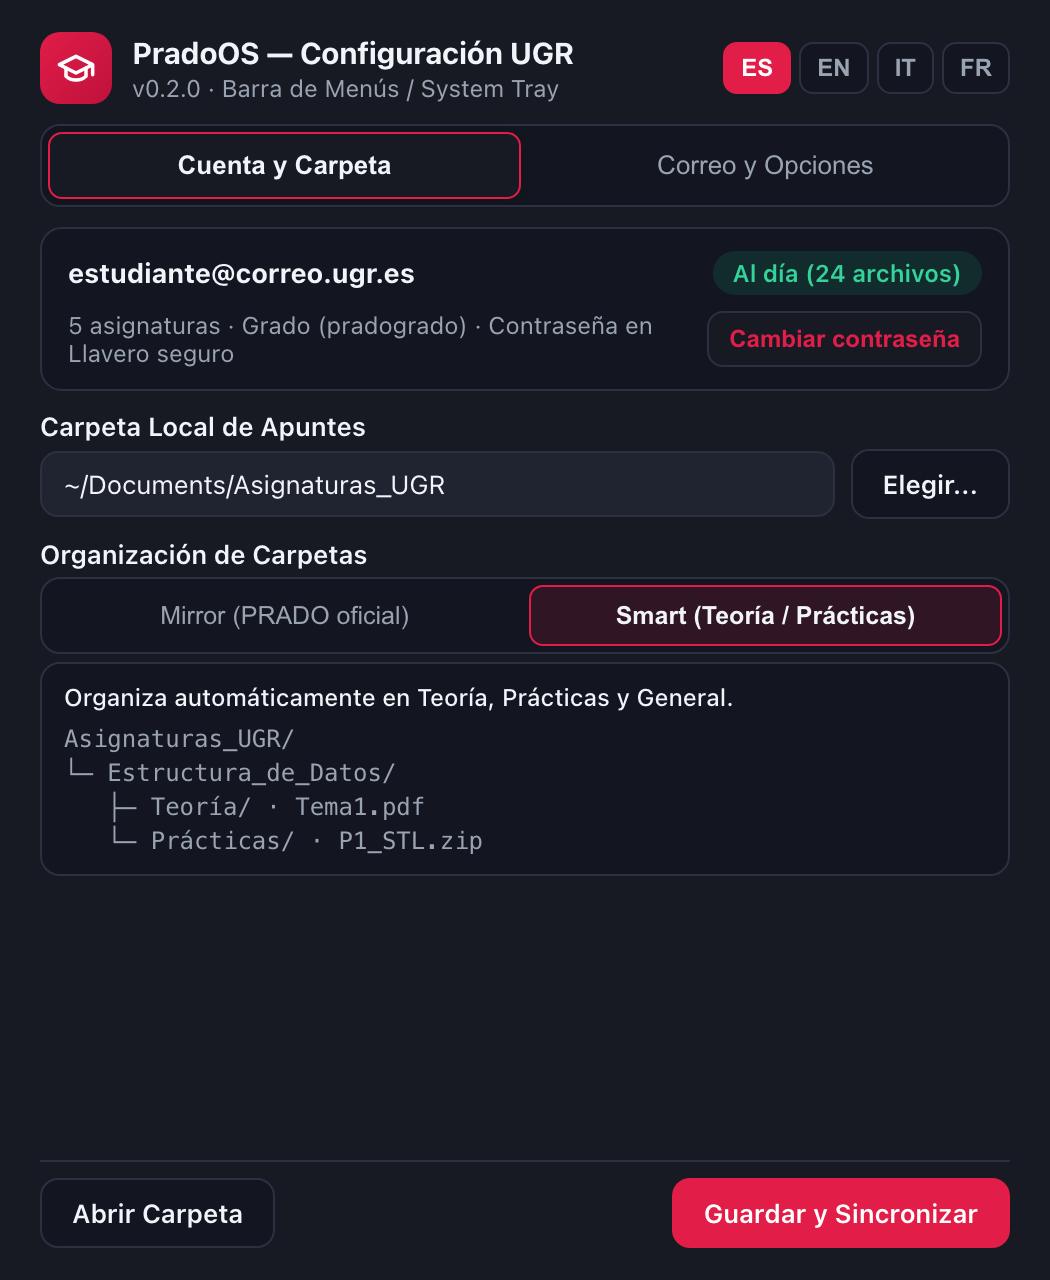 PradoOS — Configuración UGR
v0.2.0 · Barra de Menús / System Tray
ES EN IT FR
Cuenta y Carpeta
Correo y Opciones
estudiante@correo.ugr.es
Al día (24 archivos)
5 asignaturas · Grado (pradogrado) · Contraseña en
Llavero seguro
Cambiar contraseña
Carpeta Local de Apuntes
~/Documents/Asignaturas_UGR
Elegir...
Organización de Carpetas
Mirror (PRADO oficial)
Smart (Teoría / Prácticas)
Organiza automáticamente en Teoría, Prácticas y General.
Asignaturas_UGR/
└─ Estructura_de_Datos/
   ├─ Teoría/ · Tema1.pdf
   └─ Prácticas/ · P1_STL.zip
Abrir Carpeta
Guardar y Sincronizar